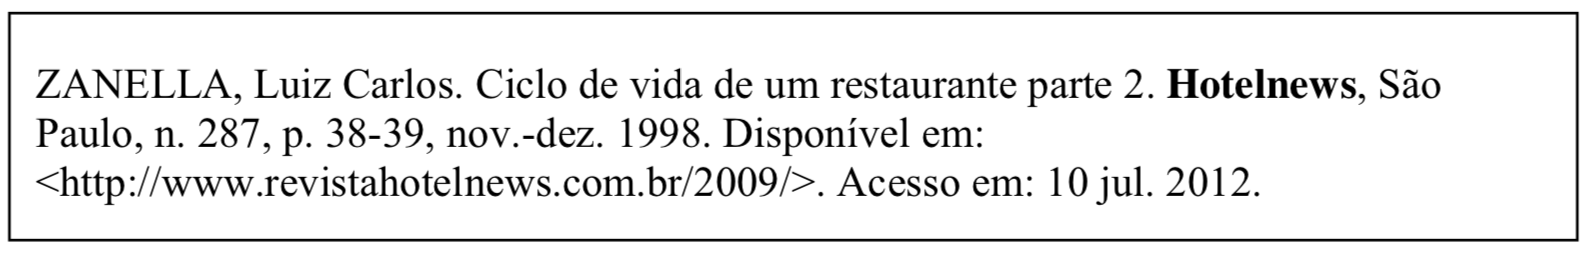 ZANELLA, Luiz Carlos. Ciclo de vida de um restaurante parte 2. Hotelnews, São
Paulo, n. 287, p. 38-39, nov.-dez. 1998. Disponível em:
<http://www.revistahotelnews.com.br/2009/>. Acesso em: 10 jul. 2012.